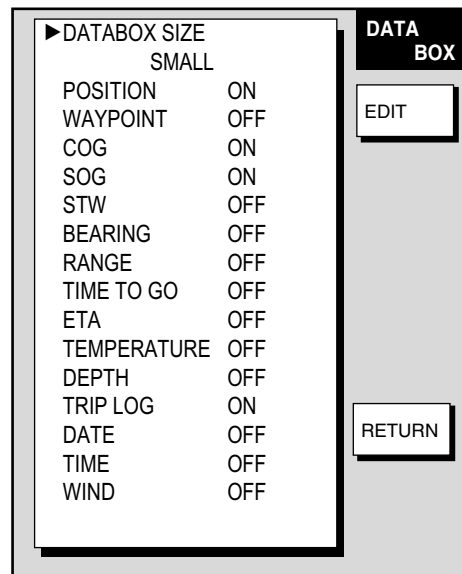 ▶DATABOX SIZE
SMALL
POSITION ON
WAYPOINT OFF
COG ON
SOG ON
STW OFF
BEARING OFF
RANGE OFF
TIME TO GO OFF
ETA OFF
TEMPERATURE OFF
DEPTH OFF
TRIP LOG ON
DATE OFF
TIME OFF
WIND OFF
DATA
BOX
EDIT
RETURN